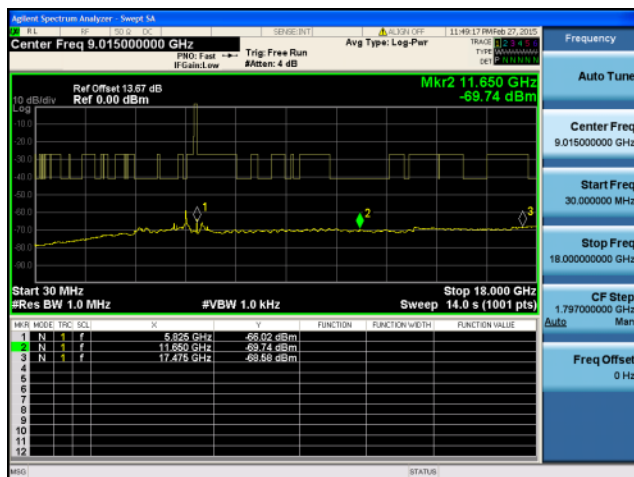 Agilent Spectrum Analyzer - Swept SA
RL RF 50 Ω DC SENSE:INT ALIGN OFF 11:49:17 PM Feb 27, 2015
Center Freq 9.015000000 GHz
PNO: Fast
IFGain:Low
Trig: Free Run
#Atten: 4 dB
Avg Type: Log-Pwr
TRACE 1 2 3 4 5 6
TYPE
DET P N N N N N
Ref Offset 13.67 dB
Ref 0.00 dBm
10 dB/div
Log
Mkr2 11.650 GHz
-69.74 dBm
-10.0
-20.0
-30.0
-40.0
-50.0
-60.0
-70.0
-80.0
-90.0
1
2
3
Start 30 MHz
Stop 18.000 GHz
#Res BW 1.0 MHz
#VBW 1.0 kHz
Sweep 14.0 s (1001 pts)
MKR MODE TRC SCL X Y FUNCTION FUNCTION WIDTH FUNCTION VALUE
1 N 1 f 5.825 GHz -66.02 dBm
2 N 1 f 11.650 GHz -69.74 dBm
3 N 1 f 17.475 GHz -68.58 dBm
4
5
6
7
8
9
10
11
12
MSG
STATUS
Frequency
Auto Tune
Center Freq
9.015000000 GHz
Start Freq
30.000000 MHz
Stop Freq
18.000000000 GHz
CF Step
1.797000000 GHz
Auto Man
Freq Offset
0 Hz